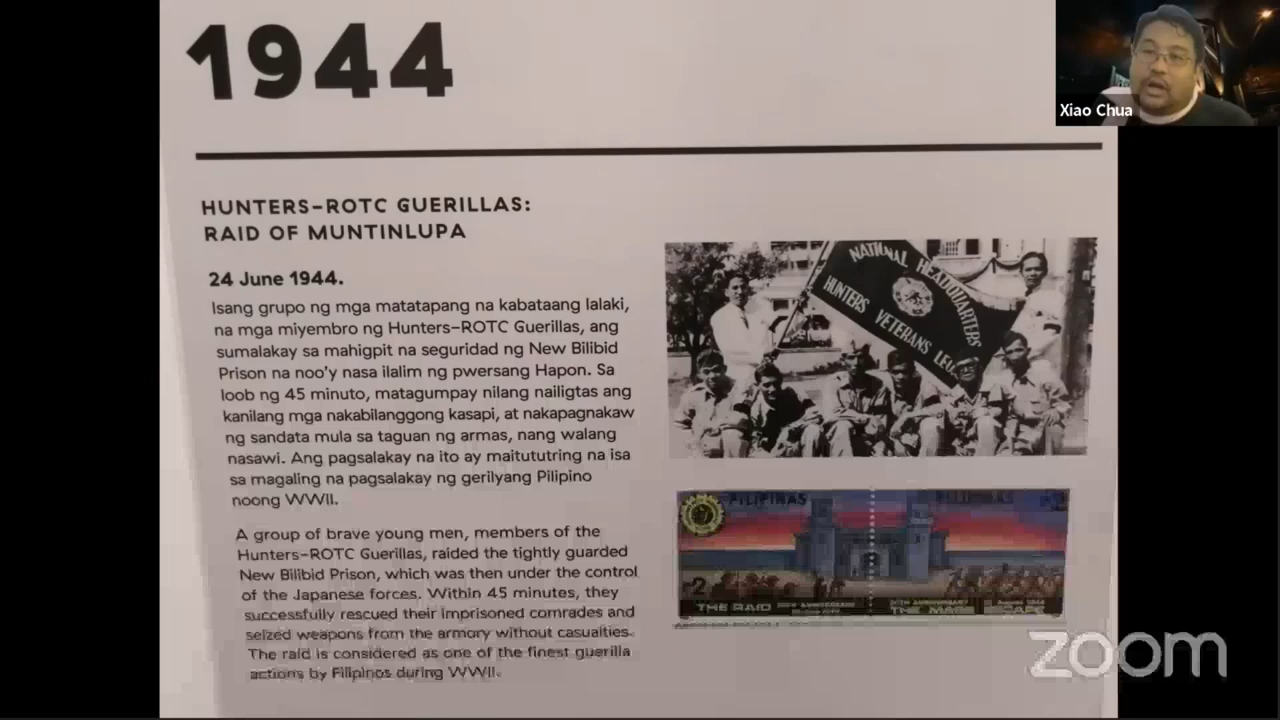 1944
Xiao Chua
HUNTERS-ROTC GUERILLAS:
RAID OF MUNTINLUPA
24 June 1944.
Isang grupo ng mga matatapang na kabataang lalaki,
na mga miyembro ng Hunters-ROTC Guerillas, ang
sumalakay sa mahigpit na seguridad ng New Bilibid
Prison na noo'y nasa ilalim ng pwersang Hapon. Sa
loob ng 45 minuto, matagumpay nilang nailigtas ang
kanilang mga nakabilanggong kasapi, at nakapagnakaw
ng sandata mula sa taguan ng armas, nang walang
nasawi. Ang pagsalakay na ito ay maitututring na isa
sa magaling na pagsalakay ng gerilyang Pilipino
noong WWII.
A group of brave young men, members of the
Hunters-ROTC Guerillas, raided the tightly guarded
New Bilibid Prison, which was then under the control
of the Japanese forces. Within 45 minutes, they
successfully rescued their imprisoned comrades and
seized weapons from the armory without casualties.
The raid is considered as one of the finest guerilla
actions by Filipinos during WWII.
NATIONAL HEADQUARTERS
HUNTERS VETERANS
PILIPINAS
PILIPINAS
2
THE RAID
THE MASS ESCAPE
zoom